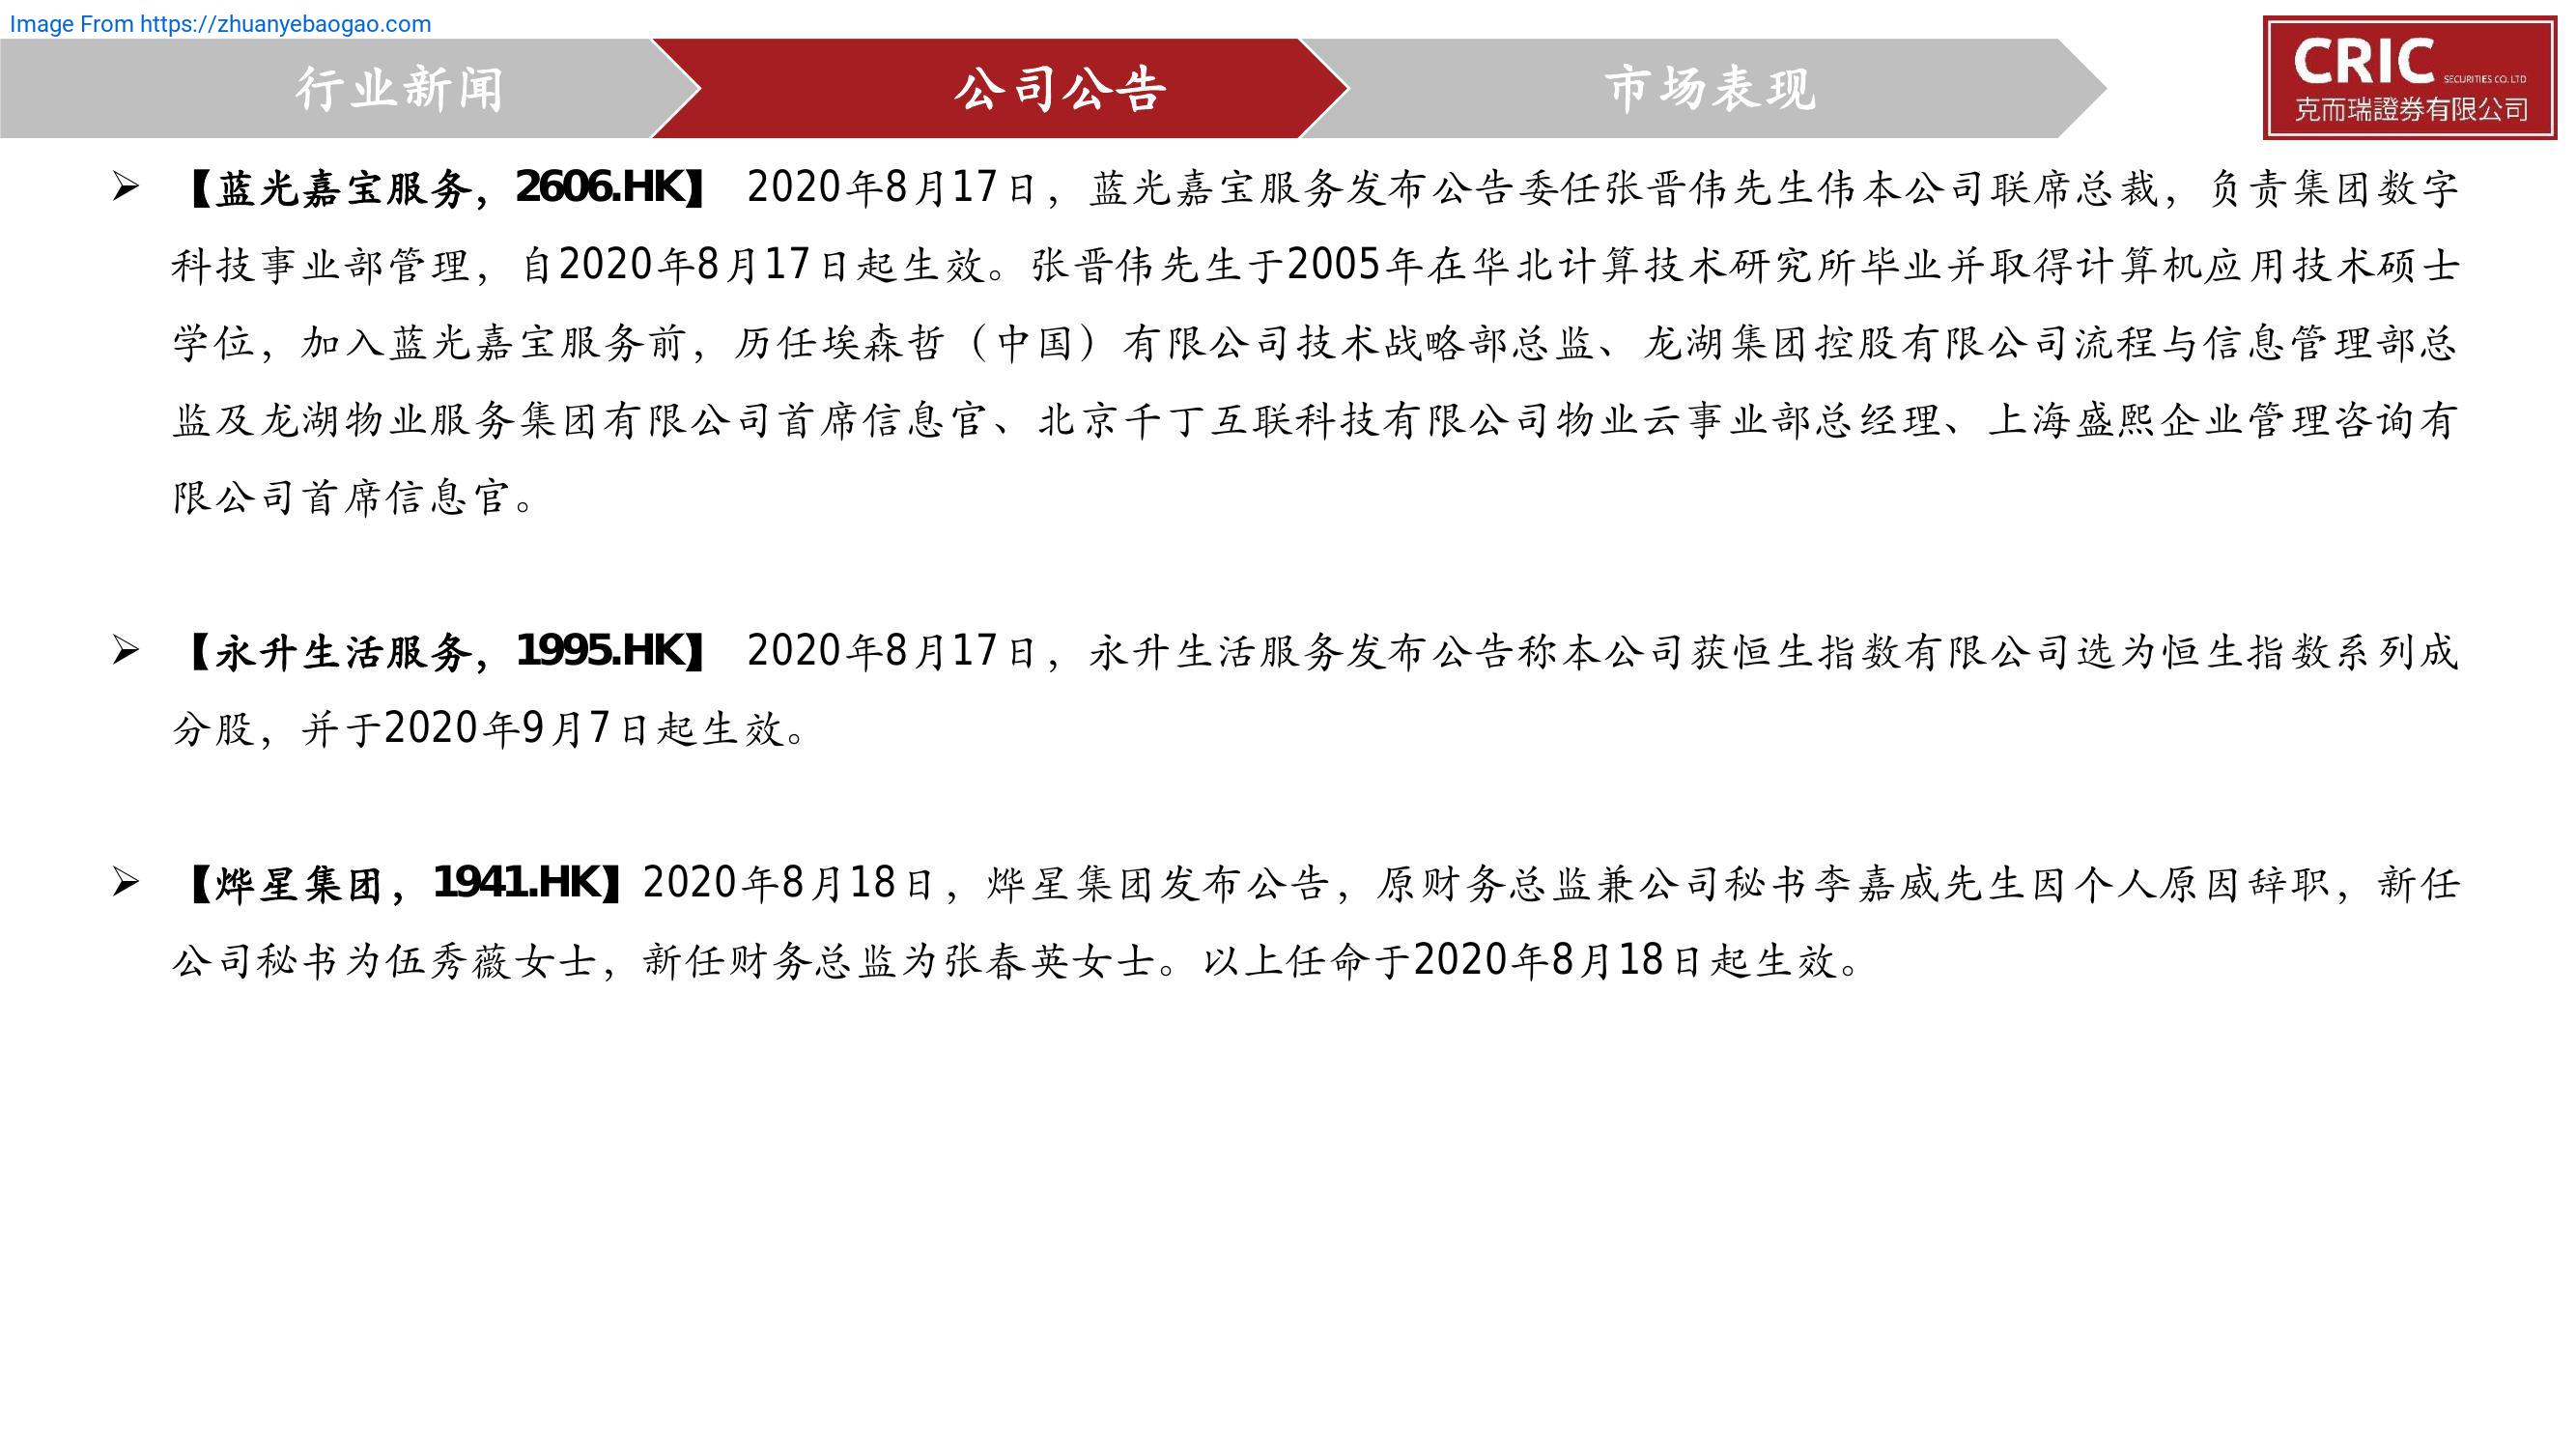 Image From https://zhuanyebaogao.com
行业新闻
公司公告
市场表现
CRIC SECURITIES CO. LTD
克而瑞證券有限公司
➢ 【蓝光嘉宝服务，2606.HK】 2020年8月17日，蓝光嘉宝服务发布公告委任张晋伟先生伟本公司联席总裁，负责集团数字
科技事业部管理，自2020年8月17日起生效。张晋伟先生于2005年在华北计算技术研究所毕业并取得计算机应用技术硕士
学位，加入蓝光嘉宝服务前，历任埃森哲（中国）有限公司技术战略部总监、龙湖集团控股有限公司流程与信息管理部总
监及龙湖物业服务集团有限公司首席信息官、北京千丁互联科技有限公司物业云事业部总经理、上海盛熙企业管理咨询有
限公司首席信息官。
➢ 【永升生活服务，1995.HK】 2020年8月17日，永升生活服务发布公告称本公司获恒生指数有限公司选为恒生指数系列成
分股，并于2020年9月7日起生效。
➢ 【烨星集团，1941.HK】2020年8月18日，烨星集团发布公告，原财务总监兼公司秘书李嘉威先生因个人原因辞职，新任
公司秘书为伍秀薇女士，新任财务总监为张春英女士。以上任命于2020年8月18日起生效。